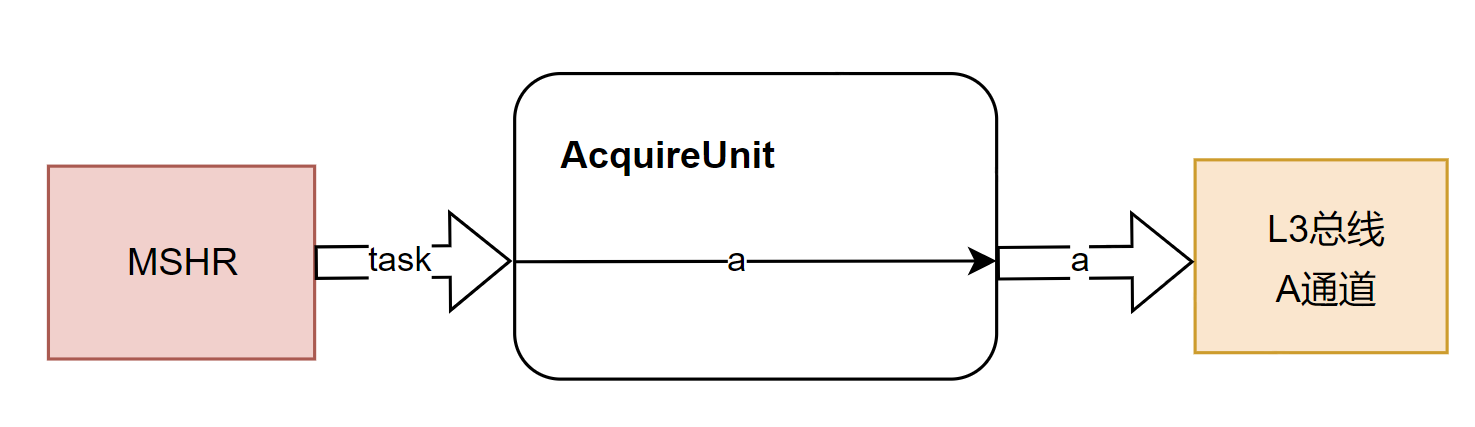 AcquireUnit
MSHR
task
a
a
L3总线
A通道